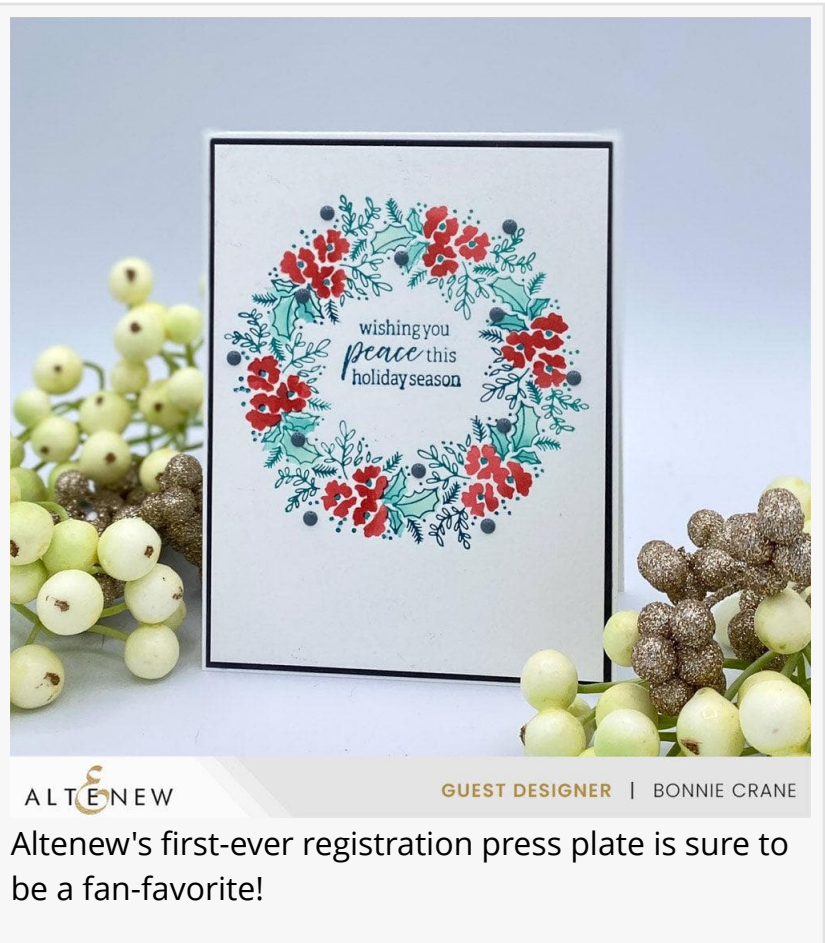 wishing you
peace this
holiday season
ALTENEW
GUEST DESIGNER | BONNIE CRANE
Altenew's first-ever registration press plate is sure to
be a fan-favorite!